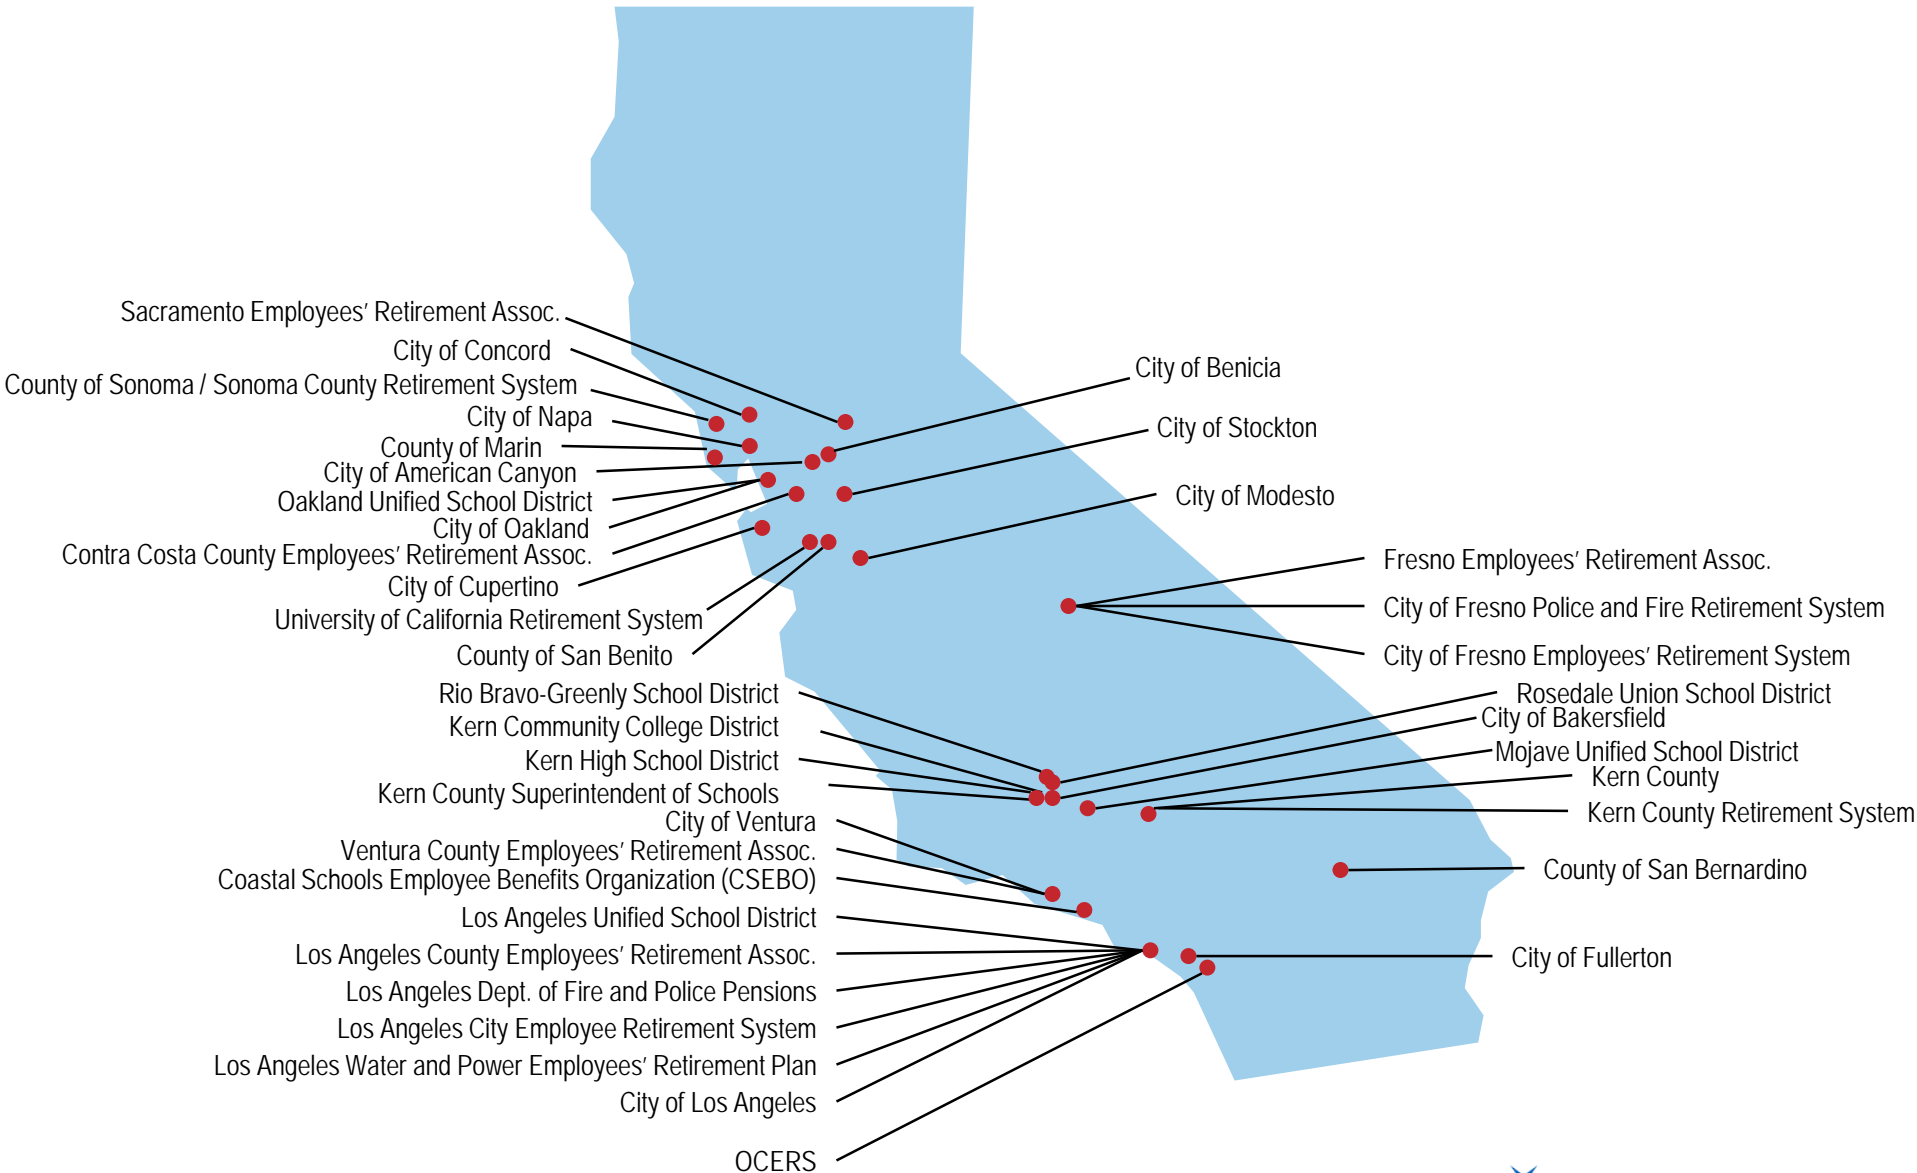 Sacramento Employees' Retirement Assoc.
City of Concord
County of Sonoma / Sonoma County Retirement System
City of Napa
County of Marin
City of American Canyon
Oakland Unified School District
City of Oakland
Contra Costa County Employees' Retirement Assoc.
City of Cupertino
University of California Retirement System
County of San Benito
Rio Bravo-Greenly School District
Kern Community College District
Kern High School District
Kern County Superintendent of Schools
City of Ventura
Ventura County Employees' Retirement Assoc.
Coastal Schools Employee Benefits Organization (CSEBO)
Los Angeles Unified School District
Los Angeles County Employees' Retirement Assoc.
Los Angeles Dept. of Fire and Police Pensions
Los Angeles City Employee Retirement System
Los Angeles Water and Power Employees' Retirement Plan
City of Los Angeles
OCERS
City of Benicia
City of Stockton
City of Modesto
Fresno Employees' Retirement Assoc.
City of Fresno Police and Fire Retirement System
City of Fresno Employees' Retirement System
Rosedale Union School District
City of Bakersfield
Mojave Unified School District
Kern County
Kern County Retirement System
County of San Bernardino
City of Fullerton